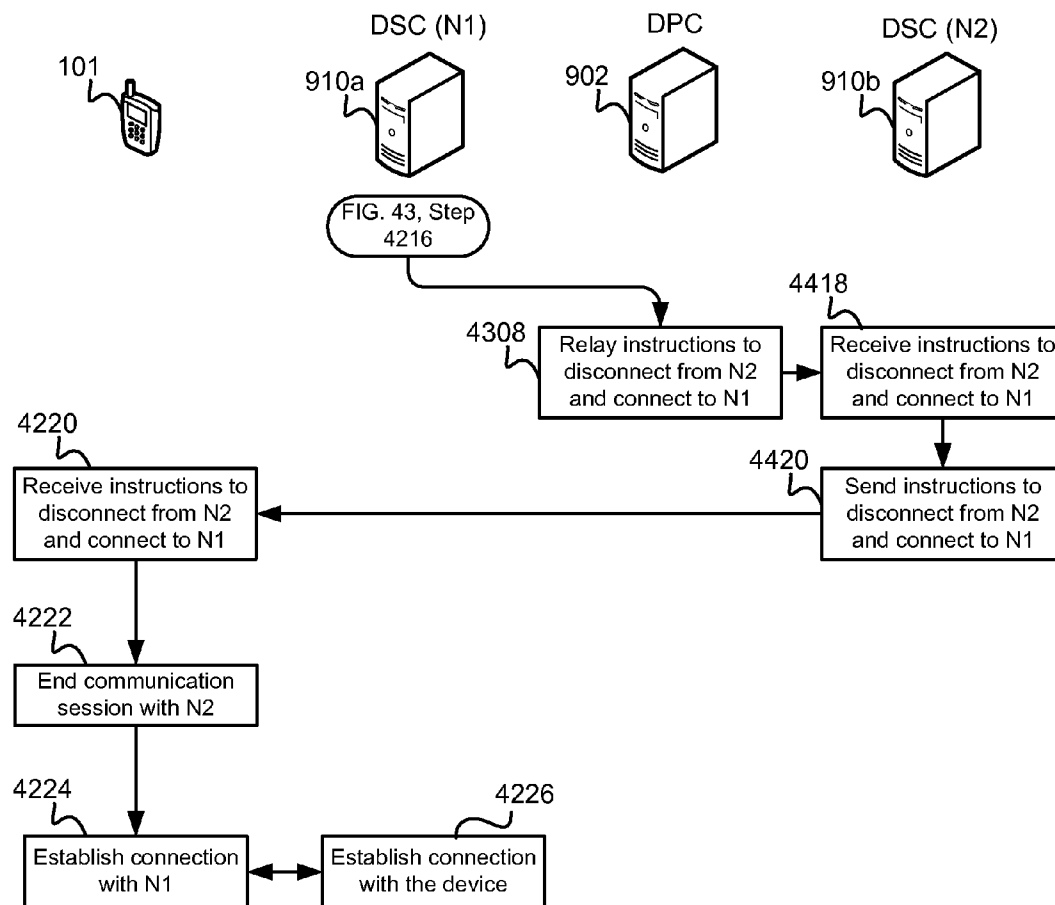 DSC (N1)
DPC
DSC (N2)
101
910a
902
910b
FIG. 43, Step
4216
4308
Relay instructions to
disconnect from N2
and connect to N1
4418
Receive instructions to
disconnect from N2
and connect to N1
4220
Receive instructions to
disconnect from N2
and connect to N1
4420
Send instructions to
disconnect from N2
and connect to N1
4222
End communication
session with N2
4224
Establish connection
with N1
4226
Establish connection
with the device